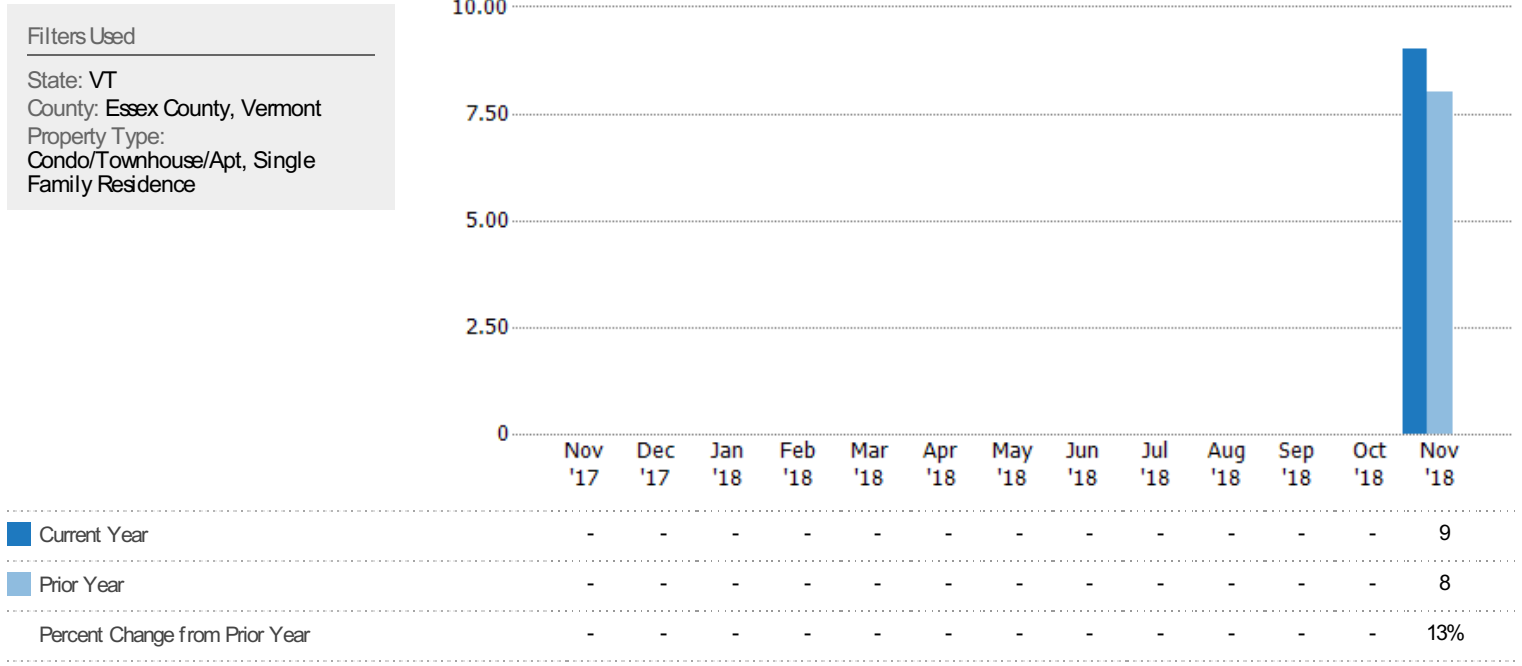 Filters Used
State: VT
County: Essex County, Vermont
Property Type:
Condo/Townhouse/Apt, Single
Family Residence
10.00
7.50
5.00
2.50
0
Nov Dec Jan Feb Mar Apr May Jun Jul Aug Sep Oct Nov
'17 '17 '18 '18 '18 '18 '18 '18 '18 '18 '18 '18 '18
Current Year - - - - - - - - - - - - 9
Prior Year - - - - - - - - - - - - 8
Percent Change from Prior Year - - - - - - - - - - - - 13%